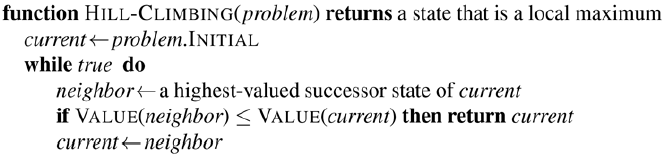 function HILL-CLIMBING(problem) returns a state that is a local maximum
current←problem.INITIAL
while true do
neighbor←a highest-valued successor state of current
if VALUE(neighbor) ≤ VALUE(current) then return current
current←neighbor